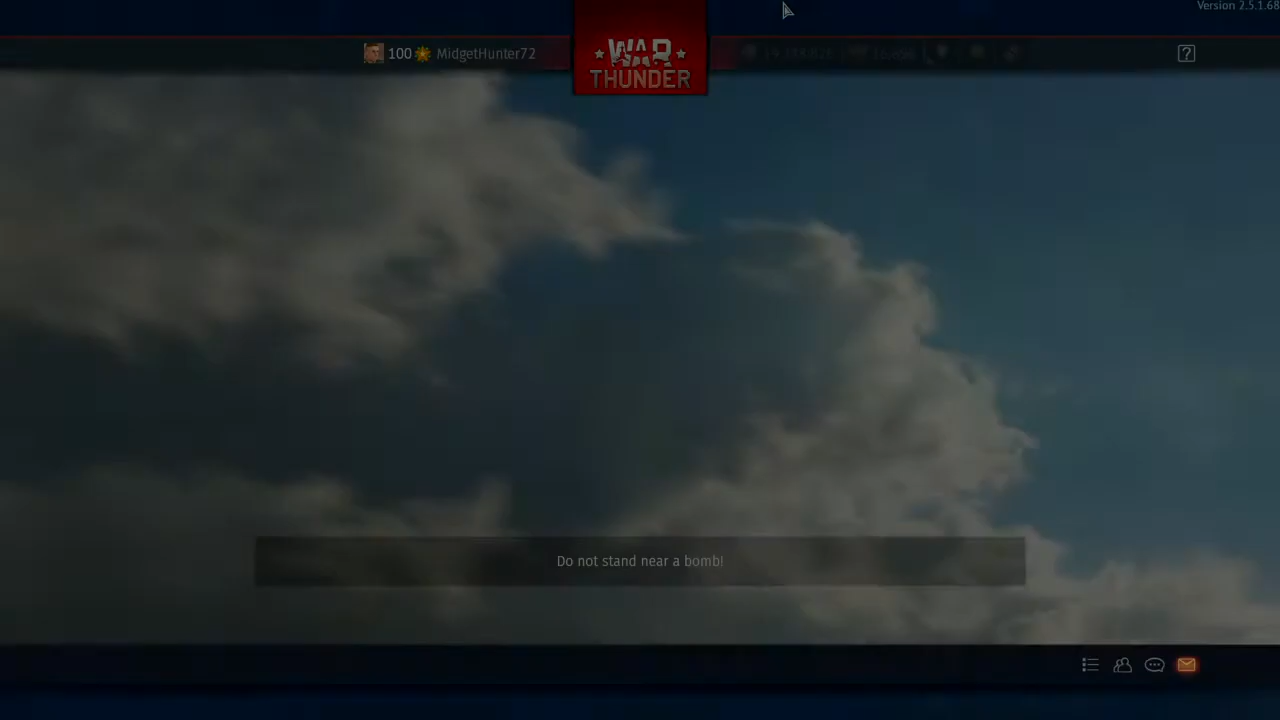 Version 2.5.1.68
100 MidgetHunter72
WAR
THUNDER
Do not stand near a bomb!